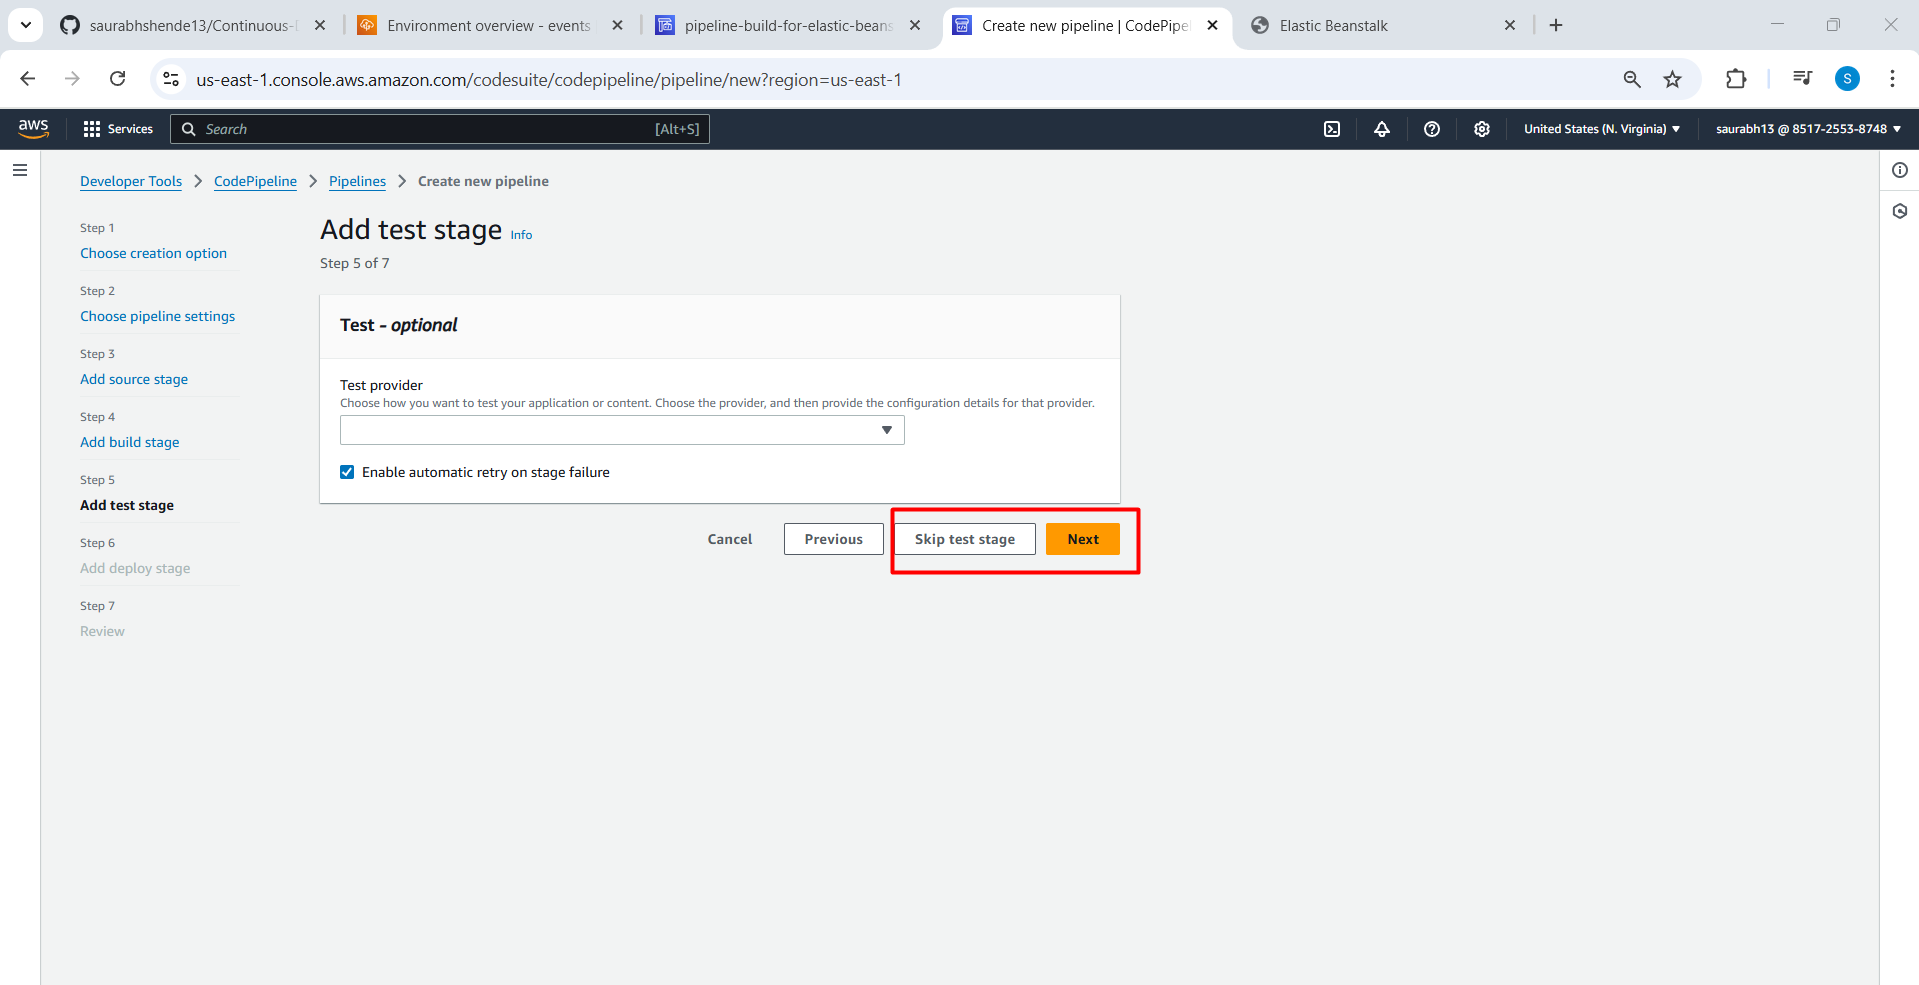 saurabhshende13/Continuous-D
Environment overview - events
pipeline-build-for-elastic-beans
Create new pipeline | CodePipel
Elastic Beanstalk
us-east-1.console.aws.amazon.com/codesuite/codepipeline/pipeline/new?region=us-east-1
S
aws
Services
Search
[Alt+S]
United States (N. Virginia)
saurabh13 @ 8517-2553-8748
Developer Tools
CodePipeline
Pipelines
Create new pipeline
Step 1
Choose creation option
Step 2
Choose pipeline settings
Step 3
Add source stage
Step 4
Add build stage
Step 5
Add test stage
Step 6
Add deploy stage
Step 7
Review
Add test stage Info
Step 5 of 7
Test - optional
Test provider
Choose how you want to test your application or content. Choose the provider, and then provide the configuration details for that provider.
Enable automatic retry on stage failure
Cancel
Previous
Skip test stage
Next